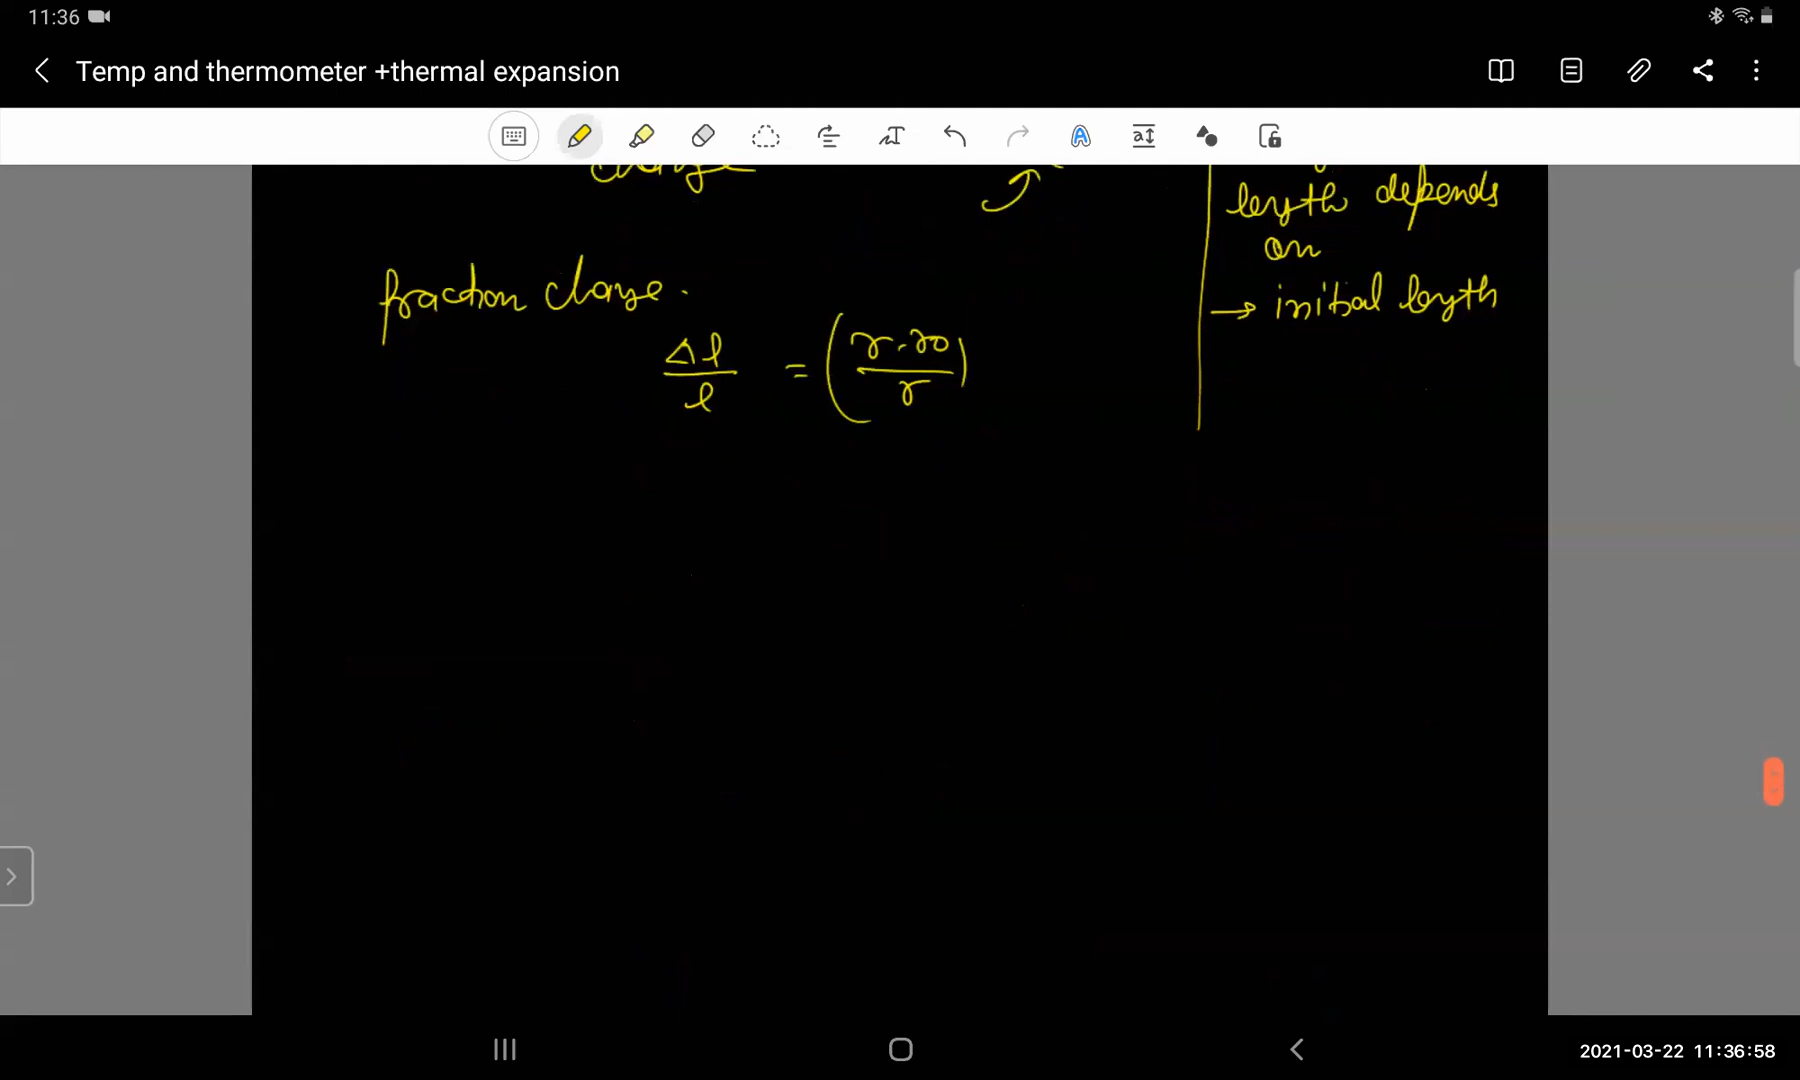 11:36
Temp and thermometer +thermal expansion
change
length depends
on
→ initial length
fraction change.
Δl/l = (r-r0/r)
2021-03-22 11:36:58